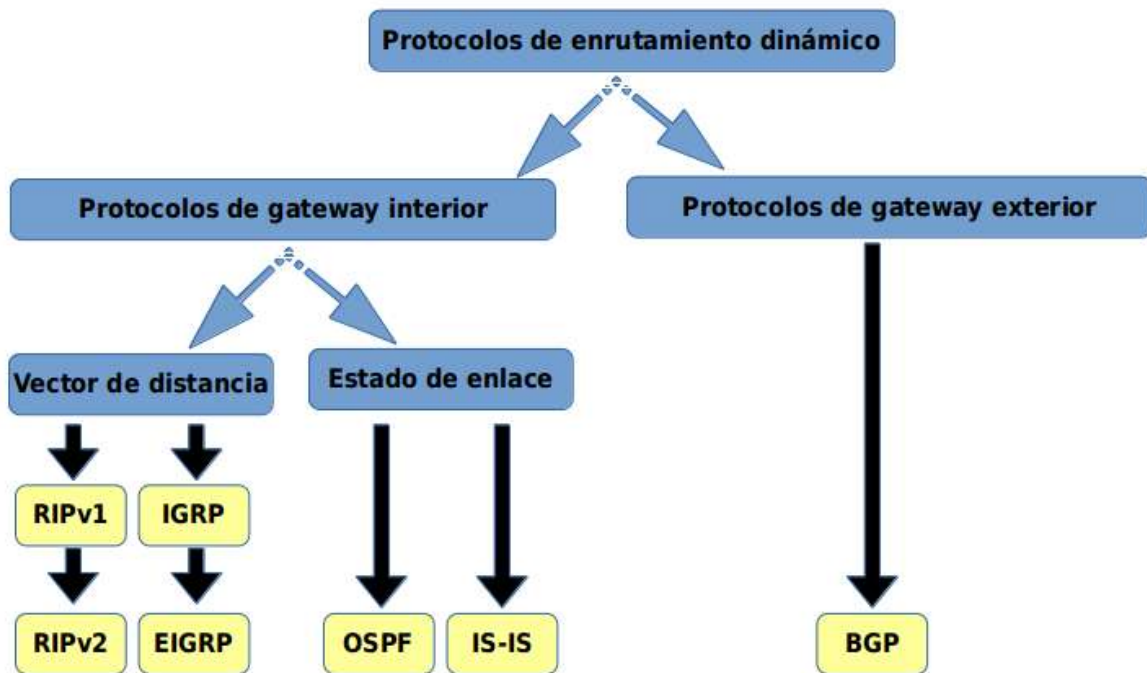 Protocolos de enrutamiento dinámico
Protocolos de gateway interior
Protocolos de gateway exterior
Vector de distancia
Estado de enlace
RIPv1
IGRP
RIPv2
EIGRP
OSPF
IS-IS
BGP